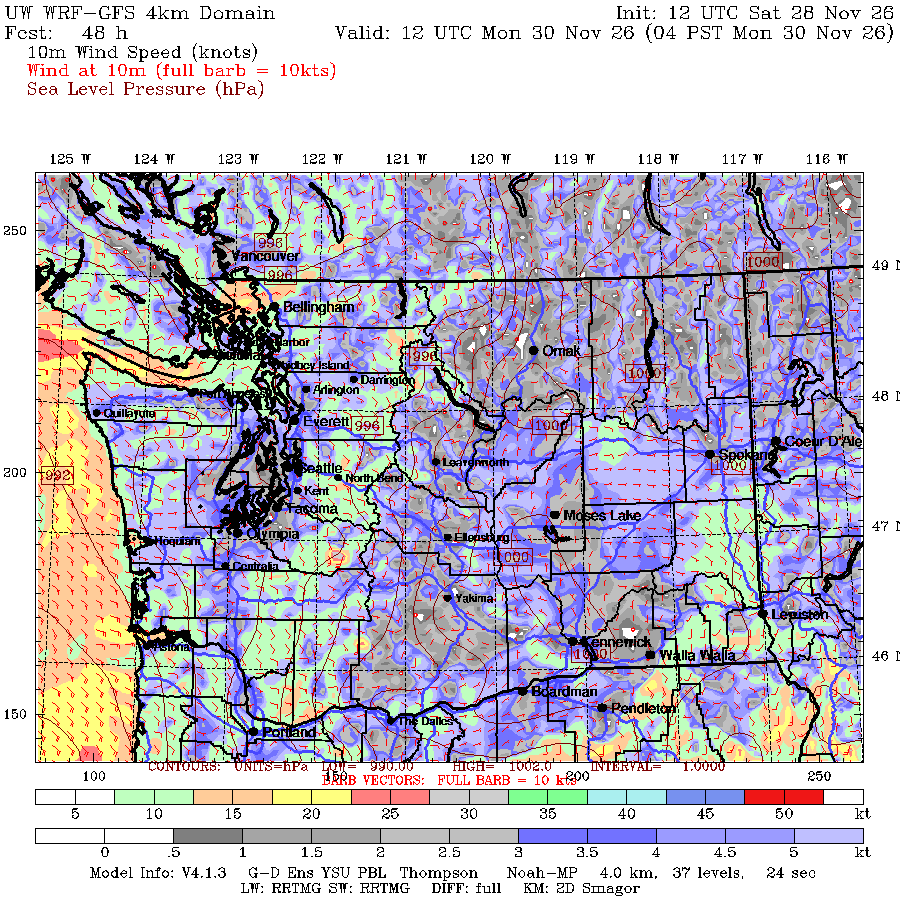 UW WRF-GFS 4km Domain Init: 12 UTC Sat 28 Nov 26
Fcst: 48 h Valid: 12 UTC Mon 30 Nov 26 (04 PST Mon 30 Nov 26)
10m Wind Speed (knots)
Wind at 10m (full barb = 10kts)
Sea Level Pressure (hPa)
125 W 124 W 123 W 122 W 121 W 120 W 119 W 118 W 117 W 116 W
250
996
Vancouver
1000
49 N
996
Bellingham
996
Omak
Whidbey Island
Darrington
1000
Arlington
48 N
Quillayute
Everett
996
1000
Coeur D'Ale
Spokane
Leavenworth
1000
200
992
Seattle
North Bend
Kent
Tacoma
Moses Lake
Olympia
47 N
Hoquiam
Ellensburg
1000
Centralia
Yakima
Lewiston
Kennewick
Astoria
1000
Walla Walla
46 N
Boardman
Pendleton
150
The Dalles
Portland
CONTOURS: UNITS=hPa LOW= 990.00 HIGH= 1002.0 INTERVAL= 1.0000
100 150 200 250
BARB VECTORS: FULL BARB = 10 kts
5 10 15 20 25 30 35 40 45 50 kt
0 .5 1 1.5 2 2.5 3 3.5 4 4.5 5 kt
Model Info: V4.1.3 G-D Ens YSU PBL Thompson Noah-MP 4.0 km, 37 levels, 24 sec
LW: RRTMG SW: RRTMG DIFF: full KM: 2D Smagor